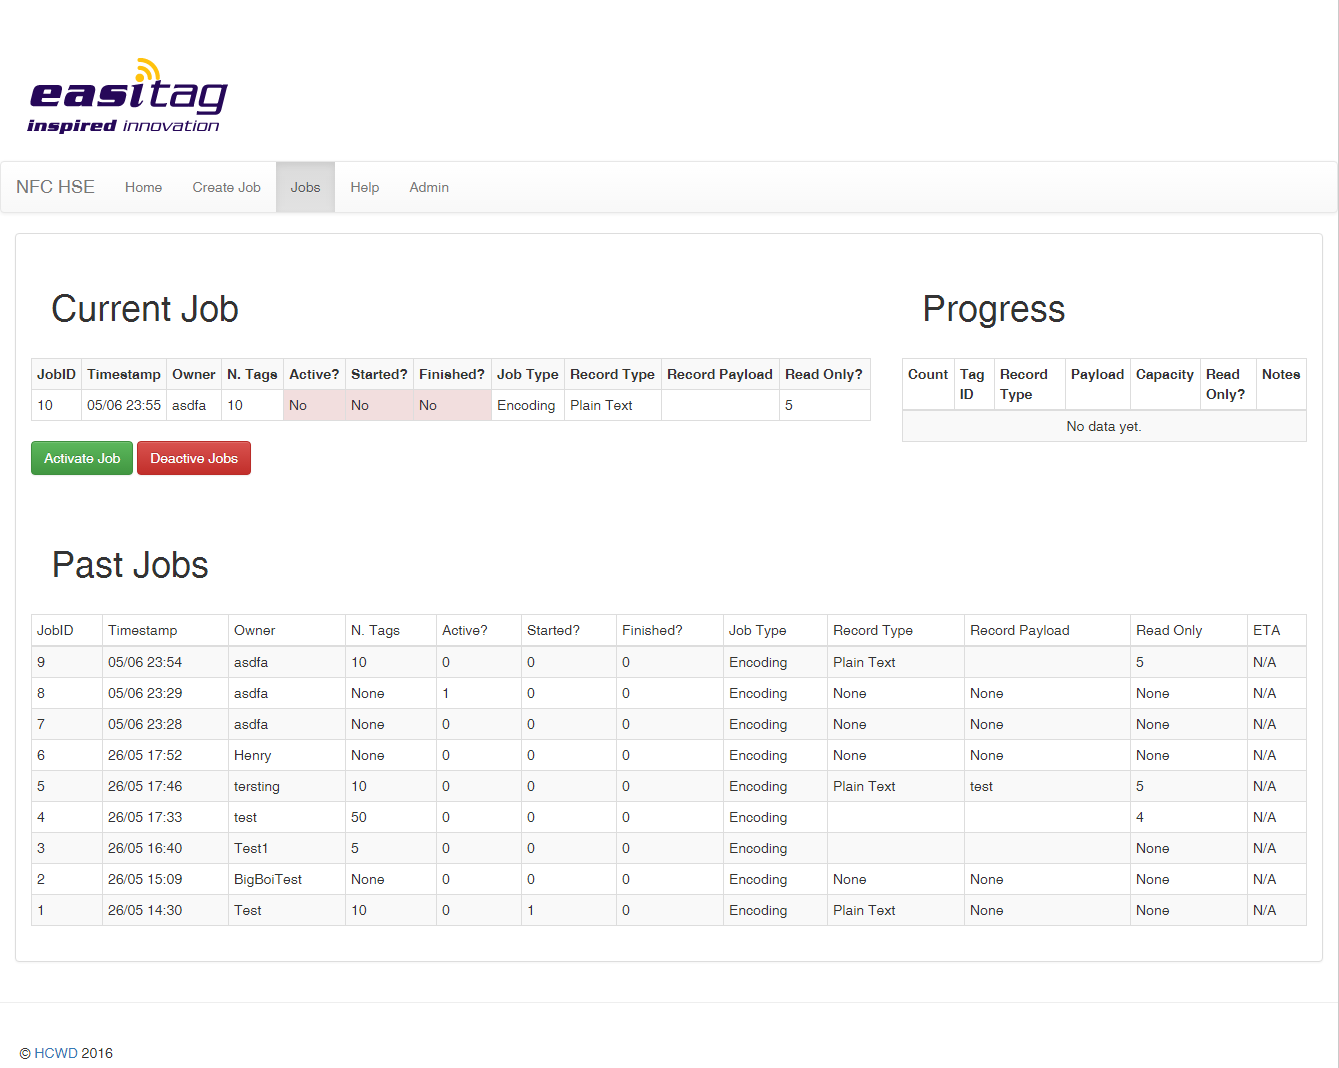 easitag
inspired innovation
NFC HSE Home Create Job Jobs Help Admin
Current Job
JobID Timestamp Owner N. Tags Active? Started? Finished? Job Type Record Type Record Payload Read Only?
10 05/06 23:55 asdfa 10 No No No Encoding Plain Text 5
Activate Job Deactive Jobs
Progress
Count Tag ID Record Type Payload Capacity Read Only? Notes
No data yet.
Past Jobs
JobID Timestamp Owner N. Tags Active? Started? Finished? Job Type Record Type Record Payload Read Only ETA
9 05/06 23:54 asdfa 10 0 0 0 Encoding Plain Text 5 N/A
8 05/06 23:29 asdfa None 1 0 0 Encoding None None None N/A
7 05/06 23:28 asdfa None 0 0 0 Encoding None None None N/A
6 26/05 17:52 Henry None 0 0 0 Encoding None None None N/A
5 26/05 17:46 tersting 10 0 0 0 Encoding Plain Text test 5 N/A
4 26/05 17:33 test 50 0 0 0 Encoding 4 N/A
3 26/05 16:40 Test1 5 0 0 0 Encoding None N/A
2 26/05 15:09 BigBoiTest None 0 0 0 Encoding None None None N/A
1 26/05 14:30 Test 10 0 1 0 Encoding Plain Text None None N/A
© HCWD 2016